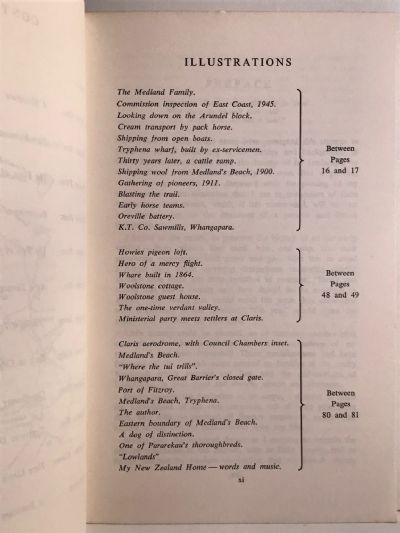 ILLUSTRATIONS
The Medland Family.
Commission inspection of East Coast, 1945.
Looking down on the Arundel block.
Cream transport by pack horse.
Shipping from open boats.
Tryphena wharf, built by ex-servicemen.
Thirty years later, a cattle ramp.
Shipping wool from Medland's Beach, 1900.
Gathering of pioneers, 1911.
Blasting the trail.
Early horse teams.
Oreville battery.
K.T. Co. Sawmills, Whangapara.
Between
Pages
16 and 17
Howies pigeon loft.
Hero of a mercy flight.
Whare built in 1864.
Woolstone cottage.
Woolstone guest house.
The one-time verdant valley.
Ministerial party meets settlers at Claris.
Between
Pages
48 and 49
Claris aerodrome, with Council Chambers inset.
Medland's Beach.
"Where the tui trills".
Whangapara, Great Barrier's closed gate.
Port of Fitzroy.
Medland's Beach, Tryphena.
The author.
Eastern boundary of Medland's Beach.
A dog of distinction.
One of Pararekau's thoroughbreds.
"Lowlands"
My New Zealand Home — words and music.
Between
Pages
80 and 81
xi